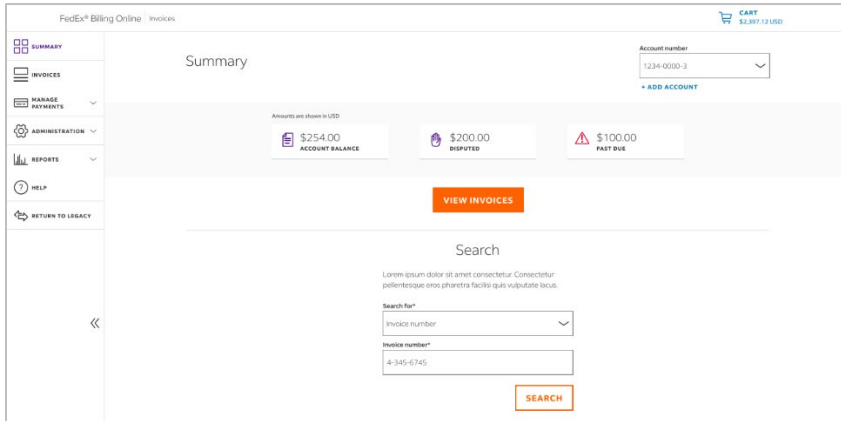 FedEx® Billing Online | Invoices
CART
$2,397.12 USD
SUMMARY
INVOICES
MANAGE
PAYMENTS
ADMINISTRATION
REPORTS
HELP
RETURN TO LEGACY
Summary
Account number
1234-0000-3
+ ADD ACCOUNT
Amounts are shown in USD
$254.00
ACCOUNT BALANCE
$200.00
DISPUTED
$100.00
PAST DUE
VIEW INVOICES
Search
Lorem ipsum dolor sit amet consectetur. Consectetur
pellentesque eros pharetra facilisi quis vulputate lacus.
Search for*
Invoice number
Invoice number*
4-345-6745
SEARCH